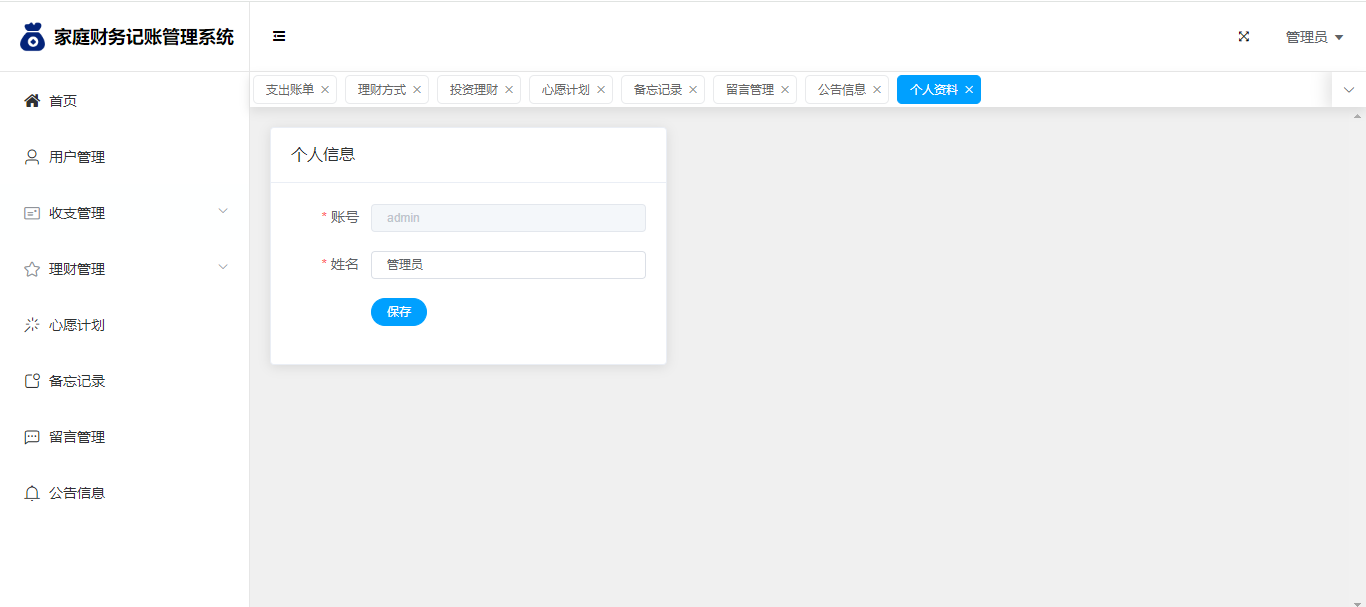 家庭财务记账管理系统
管理员
支出账单 理财方式 投资理财 心愿计划 备忘记录 留言管理 公告信息 个人资料
首页
用户管理
收支管理
理财管理
心愿计划
备忘记录
留言管理
公告信息
个人信息
* 账号 admin
* 姓名 管理员
保存